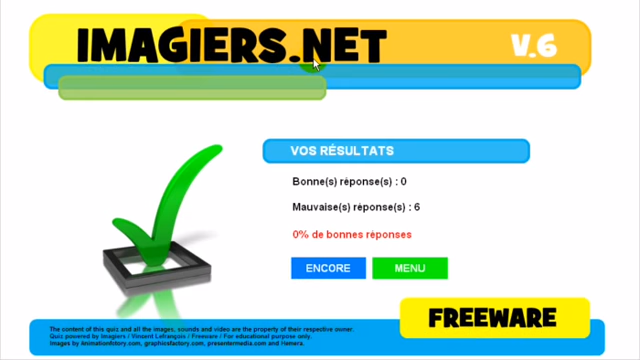 IMAGIERS.NET
V.6
VOS RÉSULTATS
Bonne(s) réponse(s) : 0
Mauvaise(s) réponse(s) : 6
0% de bonnes réponses
ENCORE
MENU
FREEWARE
The content of this quiz and all the images, sounds and video are the property of their respective owner.
Quiz powered by Imagiers / Vincent Lefrançois / Freeware / For educational purpose only.
Images by Animationfctory.com, graphicsfactory.com, presentermedia.com and Hemera.